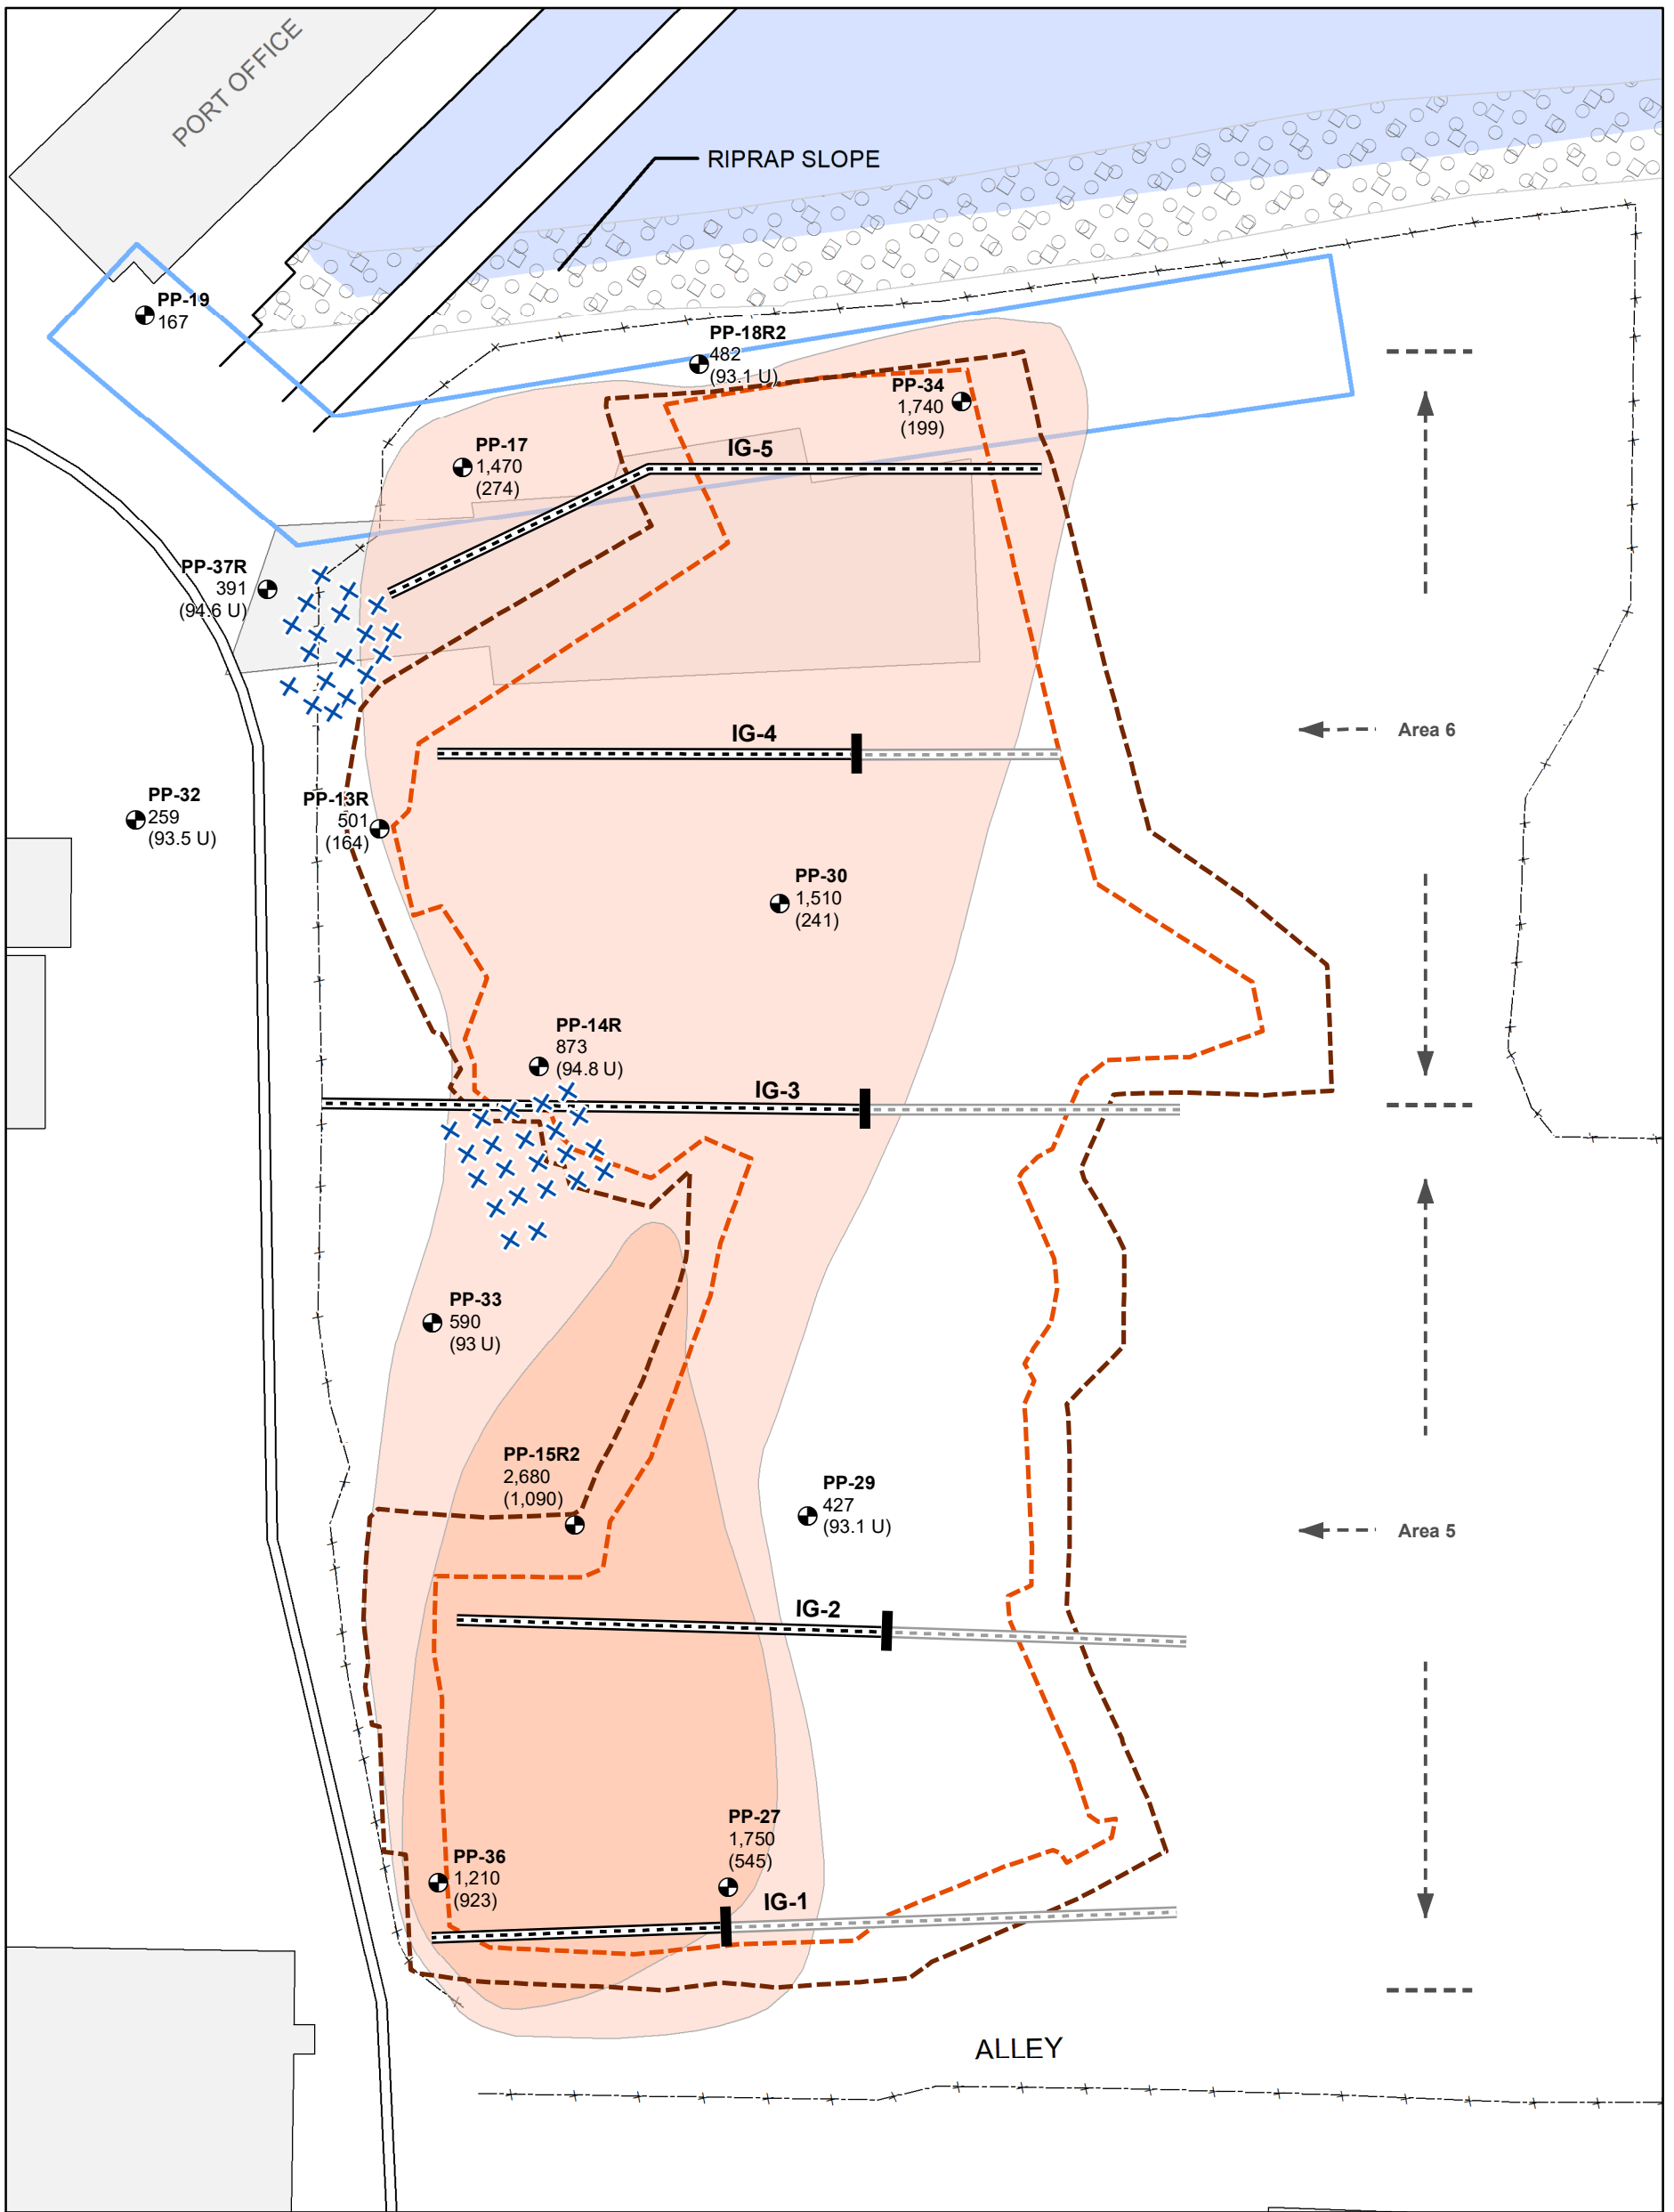 PORT OFFICE
RIPRAP SLOPE
PP-19
167
PP-18R2
482
(93.1 U)
PP-34
1,740
(199)
PP-17
1,470
(274)
IG-5
PP-37R
391
(94.6 U)
IG-4
Area 6
PP-32
259
(93.5 U)
PP-13R
501
(164)
PP-30
1,510
(241)
PP-14R
873
(94.8 U)
IG-3
PP-33
590
(93 U)
PP-15R2
2,680
(1,090)
PP-29
427
(93.1 U)
Area 5
IG-2
PP-27
1,750
(545)
PP-36
1,210
(923)
IG-1
ALLEY